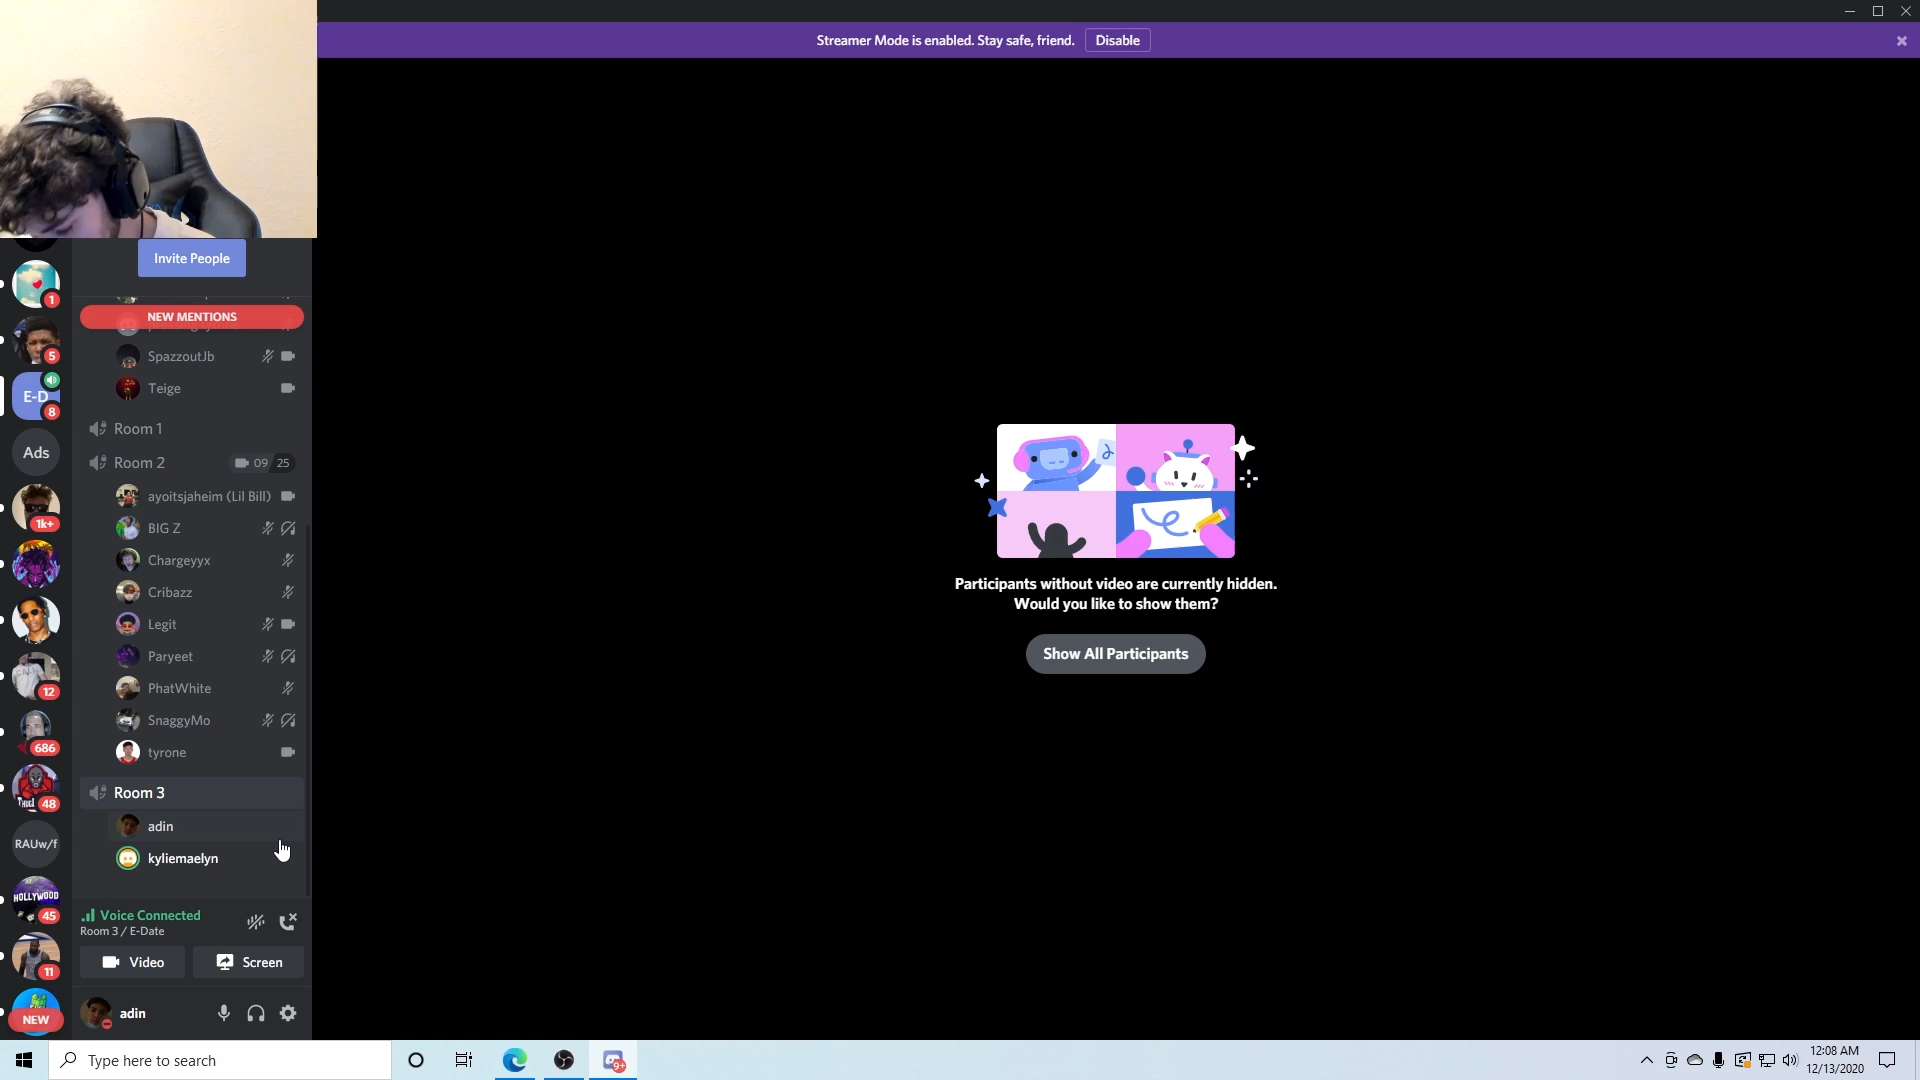 Streamer Mode is enabled. Stay safe, friend.
Disable
Invite People
NEW MENTIONS
1
SpazzoutJb
5
Teige
E-D
8
Room 1
Ads
Room 2
09 25
ayoitsjaheim (Lil Bill)
1k+
BIG Z
Chargeyyx
Cribazz
Legit
Paryeet
12
PhatWhite
SnaggyMo
686
tyrone
Room 3
48
adin
RAUw/f
kyliemaelyn
HOLLYWOOD
45
Voice Connected
Room 3 / E-Date
11
Video
Screen
adin
NEW
Participants without video are currently hidden.
Would you like to show them?
Show All Participants
Type here to search
9+
12:08 AM
12/13/2020